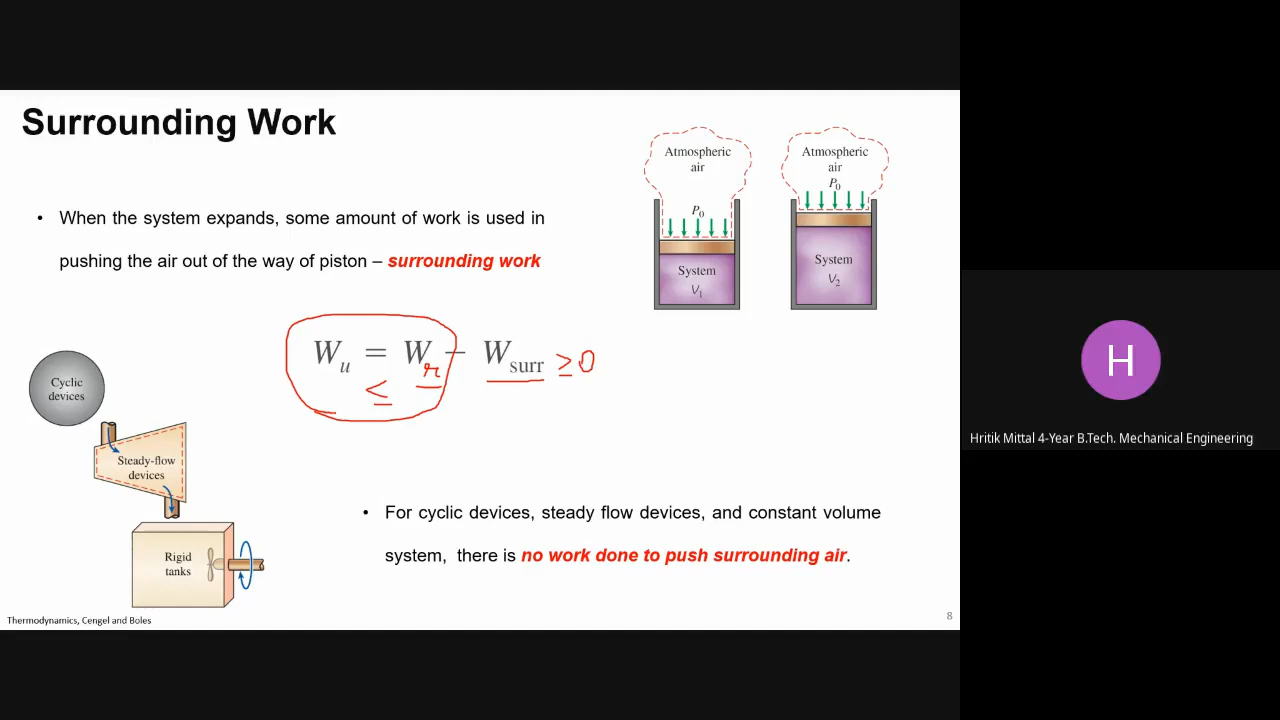 Surrounding Work
• When the system expands, some amount of work is used in
pushing the air out of the way of piston – surrounding work
Atmospheric
air
P0
System
V1
Atmospheric
air
P0
System
V2
Wu = Wr − Wsurr ≥0
≤
Cyclic
devices
Steady-flow
devices
Rigid
tanks
• For cyclic devices, steady flow devices, and constant volume
system, there is no work done to push surrounding air.
Thermodynamics, Cengel and Boles
8
H
Hritik Mittal 4-Year B.Tech. Mechanical Engineering